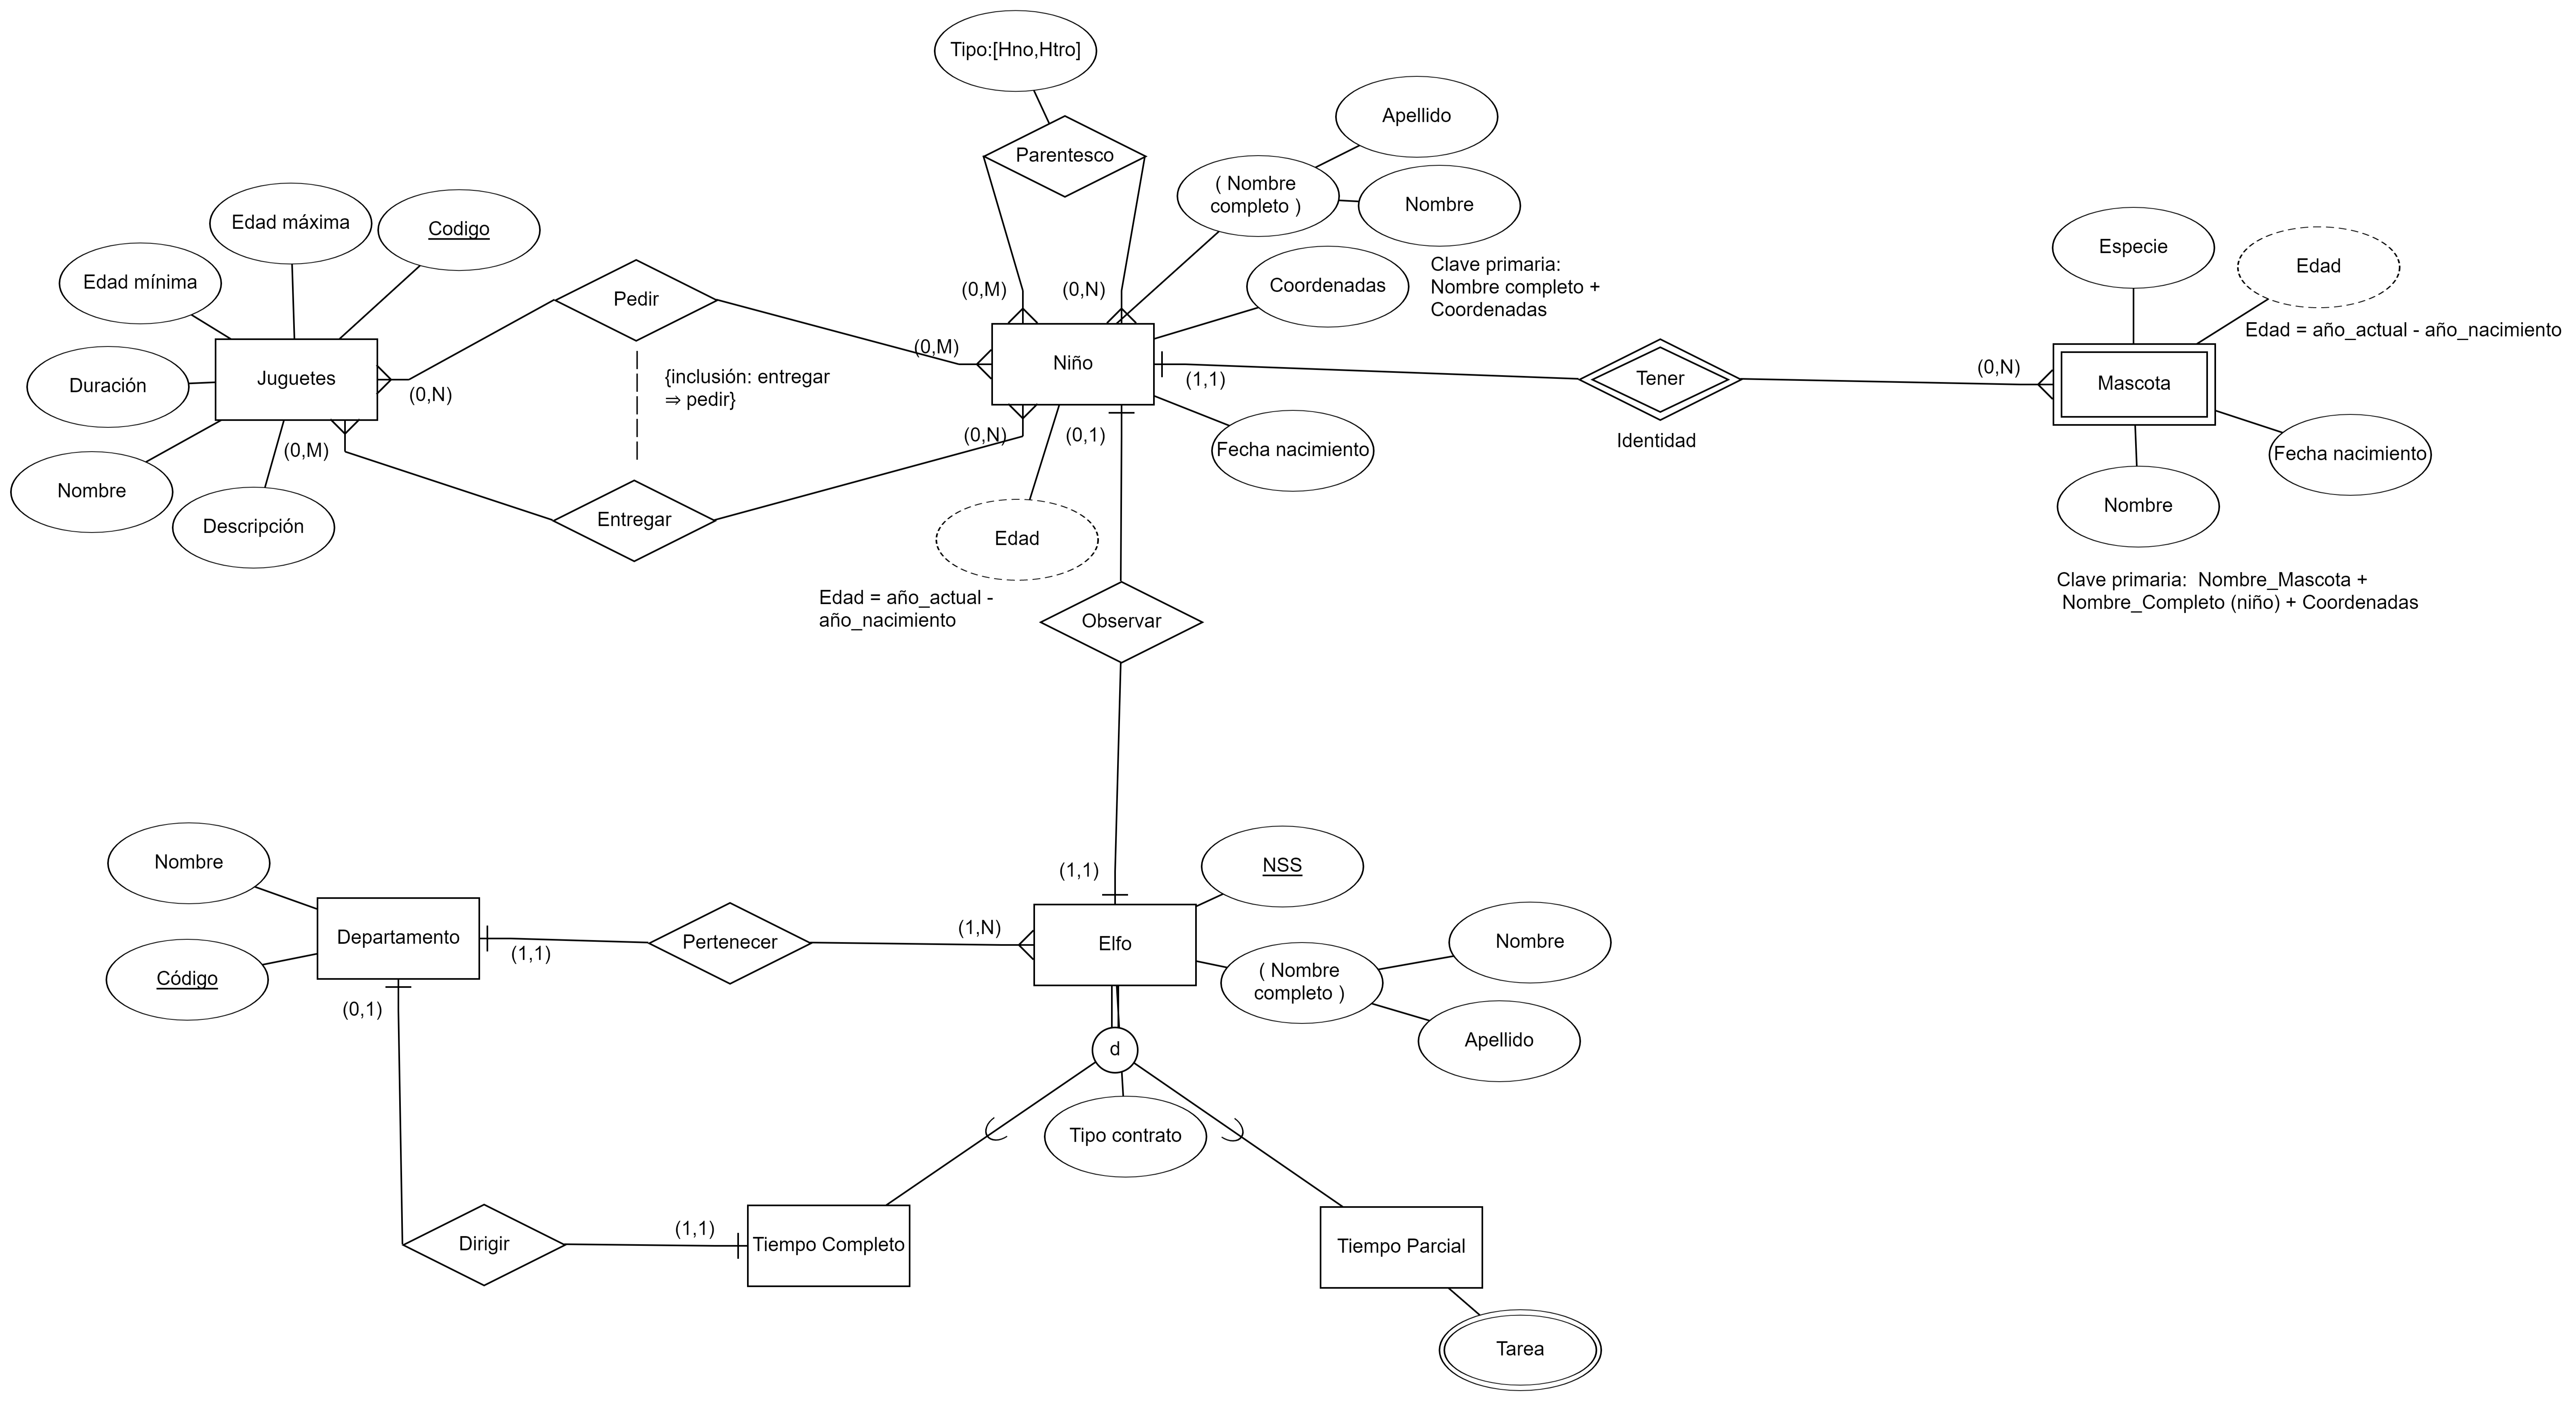 Tipo:[Hno,Htro]
Parentesco
Apellido
( Nombre
completo )
Nombre
Edad máxima
Codigo
Edad mínima
Pedir
(0,M)
(0,N)
Coordenadas
Clave primaria:
Nombre completo +
Coordenadas
Especie
Edad
Edad = año_actual - año_nacimiento
Duración
Juguetes
(0,N)
{inclusión: entregar
⇒ pedir}
(0,M)
Niño
(1,1)
Tener
Identidad
(0,N)
Mascota
(0,M)
(0,N)
(0,1)
Fecha nacimiento
Fecha nacimiento
Nombre
Descripción
Entregar
Edad
Nombre
Edad = año_actual -
año_nacimiento
Observar
Clave primaria:  Nombre_Mascota +
Nombre_Completo (niño) + Coordenadas
Nombre
(1,1)
NSS
Departamento
(1,1)
Pertenecer
(1,N)
Elfo
Nombre
Código
( Nombre
completo )
(0,1)
Apellido
d
Tipo contrato
Dirigir
(1,1)
Tiempo Completo
Tiempo Parcial
Tarea